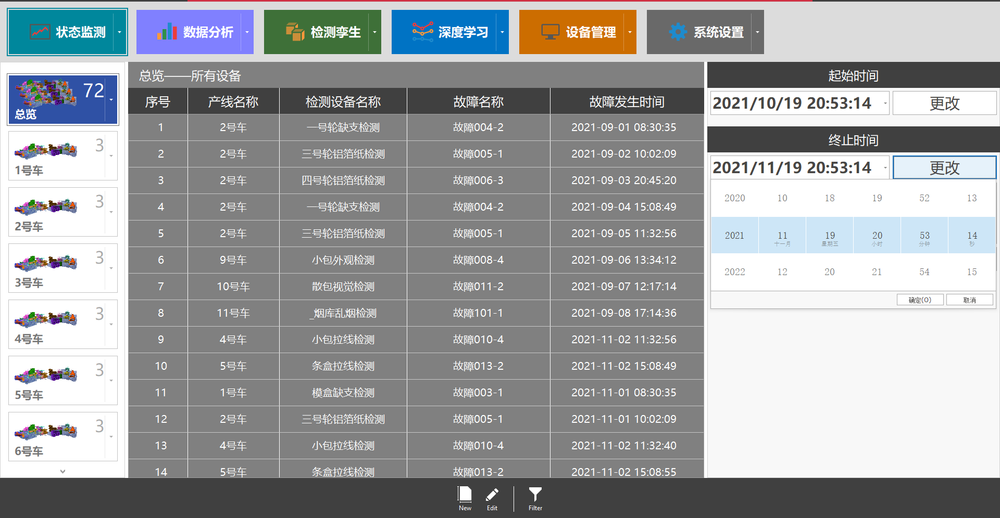 状态监测 数据分析 检测孪生 深度学习 设备管理 系统设置
72
总览
3
1号车
3
2号车
3
3号车
3
4号车
3
5号车
3
6号车
总览——所有设备
序号 产线名称 检测设备名称 故障名称 故障发生时间
1 2号车 一号轮缺支检测 故障004-2 2021-09-01 08:30:35
2 2号车 三号轮铝箔纸检测 故障005-1 2021-09-02 10:02:09
3 2号车 四号轮铝箔纸检测 故障006-3 2021-09-03 20:45:20
4 2号车 一号轮缺支检测 故障004-2 2021-09-04 15:08:49
5 2号车 三号轮铝箔纸检测 故障005-1 2021-09-05 11:32:56
6 9号车 小包外观检测 故障008-4 2021-09-06 13:34:12
7 10号车 散包视觉检测 故障011-2 2021-09-07 12:17:14
8 11号车 _烟库乱烟检测 故障101-1 2021-09-08 17:14:36
9 4号车 小包拉线检测 故障010-4 2021-11-02 11:32:56
10 5号车 条盒拉线检测 故障013-2 2021-11-02 15:08:49
11 1号车 模盒缺支检测 故障003-1 2021-11-01 08:30:35
12 2号车 三号轮铝箔纸检测 故障005-1 2021-11-01 10:02:09
13 4号车 小包拉线检测 故障010-4 2021-11-02 11:32:40
14 5号车 条盒拉线检测 故障013-2 2021-11-02 15:08:55
起始时间
2021/10/19 20:53:14 更改
终止时间
2021/11/19 20:53:14 更改
2020 10 18 19 52 13
2021 11 19 20 53 14
十一月 星期五 小时 分钟 秒
2022 12 20 21 54 15
确定(O) 取消
New Edit Filter